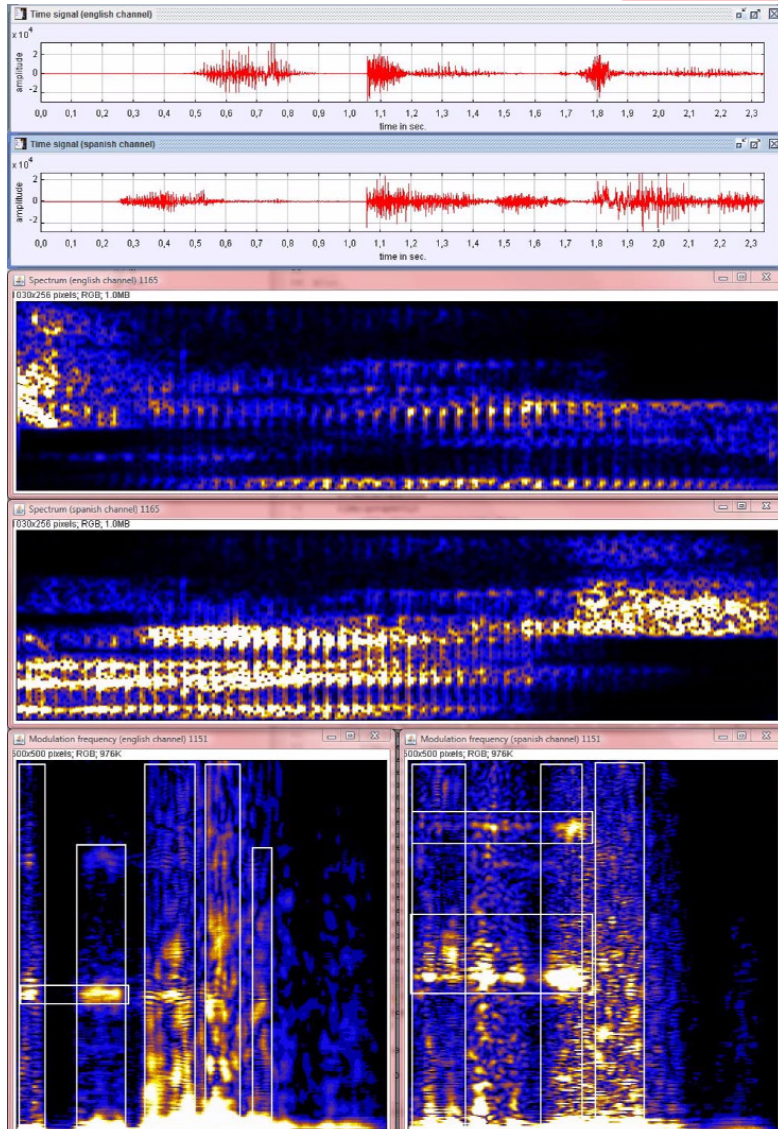 Time signal (english channel)
x 10⁴
2
0
-2
amplitude
0,0 0,1 0,2 0,3 0,4 0,5 0,6 0,7 0,8 0,9 1,0 1,1 1,2 1,3 1,4 1,5 1,6 1,7 1,8 1,9 2,0 2,1 2,2 2,3
time in sec.
Time signal (spanish channel)
x 10⁴
2
0
-2
amplitude
0,0 0,1 0,2 0,3 0,4 0,5 0,6 0,7 0,8 0,9 1,0 1,1 1,2 1,3 1,4 1,5 1,6 1,7 1,8 1,9 2,0 2,1 2,2 2,3
time in sec.
Spectrum (english channel) 1165
1030x256 pixels; RGB; 1.0MB
Spectrum (spanish channel) 1165
1030x256 pixels; RGB; 1.0MB
Modulation frequency (english channel) 1151
500x500 pixels; RGB; 976K
Modulation frequency (spanish channel) 1151
500x500 pixels; RGB; 976K